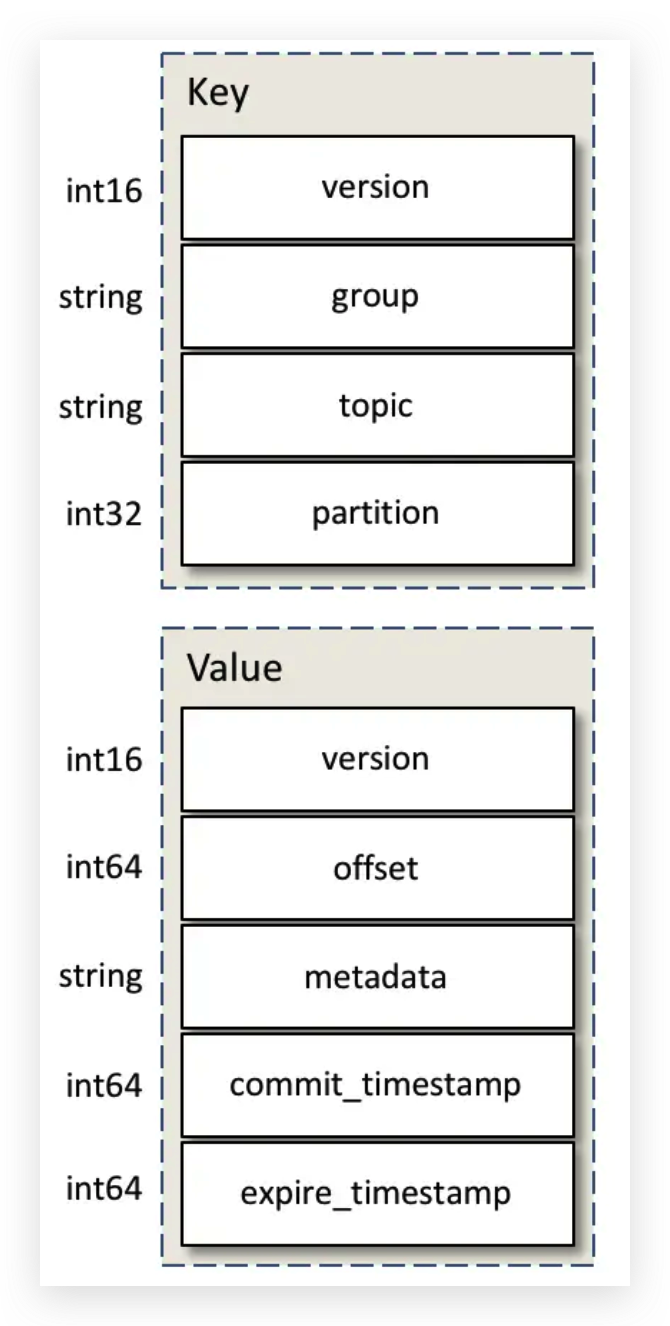 Key
int16 version
string group
string topic
int32 partition
Value
int16 version
int64 offset
string metadata
int64 commit_timestamp
int64 expire_timestamp